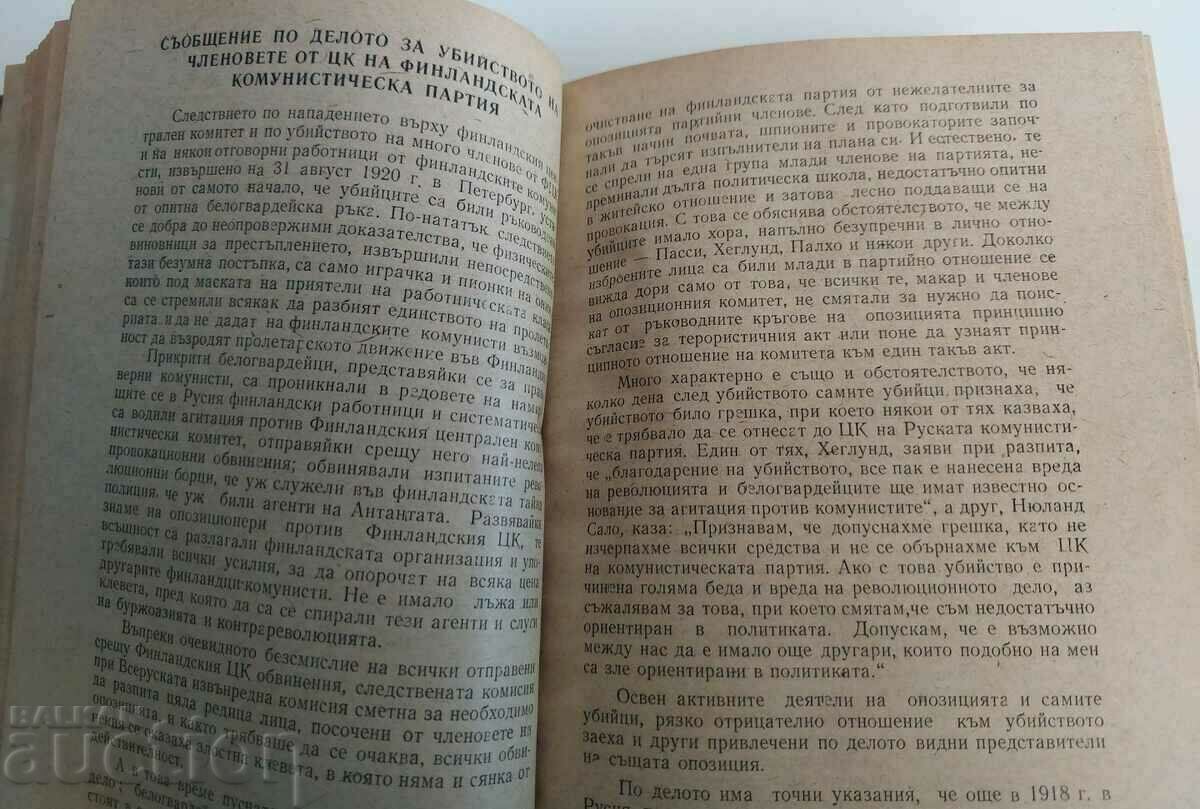 СЪОБЩЕНИЕ ПО ДЕЛОТО ЗА УБИЙСТВОТО НА
ЧЛЕНОВЕТЕ ОТ ЦК НА ФИНЛАНДСКАТА
КОМУНИСТИЧЕСКА ПАРТИЯ
Следствието по нападението върху финландския
трален комитет и по убийството на много членове от
и на някои отговорни работници от финландските
сти, извършено на 31 август 1920 г. в Петербург,
нови от самото начало, че убийците са били
от опитна белогвардейска ръка. По-нататък
се добра до неопровержими доказателства, че
виновници за престъплението, извършили
тази безумна постъпка, са само играчка и пионки на
които под маската на приятели на работническата
са се стремили всякак да разбият единството на
рната и да не дадат на финландските комунисти
ност да възродят пролетарското движение във
Прикрити белогвардейци, представяйки се за
верни комунисти, са проникнали в редовете на
щите се в Русия финландски работници и
са водили агитация против Финландския централен
нистически комитет, отправяйки срещу него
провокационни обвинения; обвинявали изпитаните
люционни борци, че уж служели във финландската тайна
полиция, че уж били агенти на Антантата. Развявайки
знаме на опозиционери против Финландския ЦК, те
всъщност са разлагали финландската организация и
требявали всички усилия, за да опорочат на всяка цена
другарите финландци-комунисти. Не е имало лъжа или
клевета, пред която да са се спирали тези агенти и слуги
на буржоазията и контрареволюцията.
Въпреки очевидното безсмислие на всички отправени
срещу Финландския ЦК обвинения, следствената комисия
при Всеруската извънредна комисия сметна за необходимо
да разпита цяла редица лица, посочени от членовете на
опозицията, и както трябваше да се очаква, всички
нения се оказаха злостна клевета, в която няма и сянка от
действителност.
А в това време
дело; белогвардейс
очистване на финландската партия от нежелателните за
опозицията партийни членове. След като подготвили по
такъв начин почвата, шпионите и провокаторите започ-
нали да търсят изпълнители на плана си. И естествено, те
се спрели на една група млади членове на партията, не-
преминали дълга политическа школа, недостатъчно опитни
в житейско отношение и затова лесно поддаващи се на
провокация. С това се обяснява обстоятелството, че между
убийците имало хора, напълно безупречни в лично отно-
шение — Пасси, Хеглунд, Палхо и някои други. Доколко
изброените лица са били млади в партийно отношение се
вижда дори само от това, че всички те, макар и членове
на опозиционния комитет, не смятали за нужно да поис-
кат от ръководните кръгове на опозицията принципно
съгласие за терористичния акт или поне да узнаят прин-
ципното отношение на комитета към един такъв акт.
Много характерно е също и обстоятелството, че ня-
колко дена след убийството самите убийци признаха, че
убийството било грешка, при което някои от тях казваха,
че е трябвало да се отнесат до ЦК на Руската комунисти-
ческа партия. Един от тях, Хеглунд, заяви при разпита,
че „благодарение на убийството, все пак е нанесена вреда
на революцията и белогвардейците ще имат известно ос-
нование за агитация против комунистите“, а друг, Нюланд
Сало, каза: „Признавам, че допуснахме грешка, като не
изчерпахме всички средства и не се обърнахме към ЦК
на комунистическата партия. Ако с това убийство е при-
чинена голяма беда и вреда на революционното дело, аз
съжалявам за това, при което смятам, че съм недостатъчно
ориентиран в политиката. Допускам, че е възможно
между нас да е имало още другари, които подобно на мен
са зле ориентирани в политиката.“
Освен активните деятели на опозицията и самите
убийци, рязко отрицателно отношение към убийството
заеха и други привлечени по делото видни представители
на същата опозиция.
По делото има точни указания, че още в 1918 г. в
БАЛКАН
auction